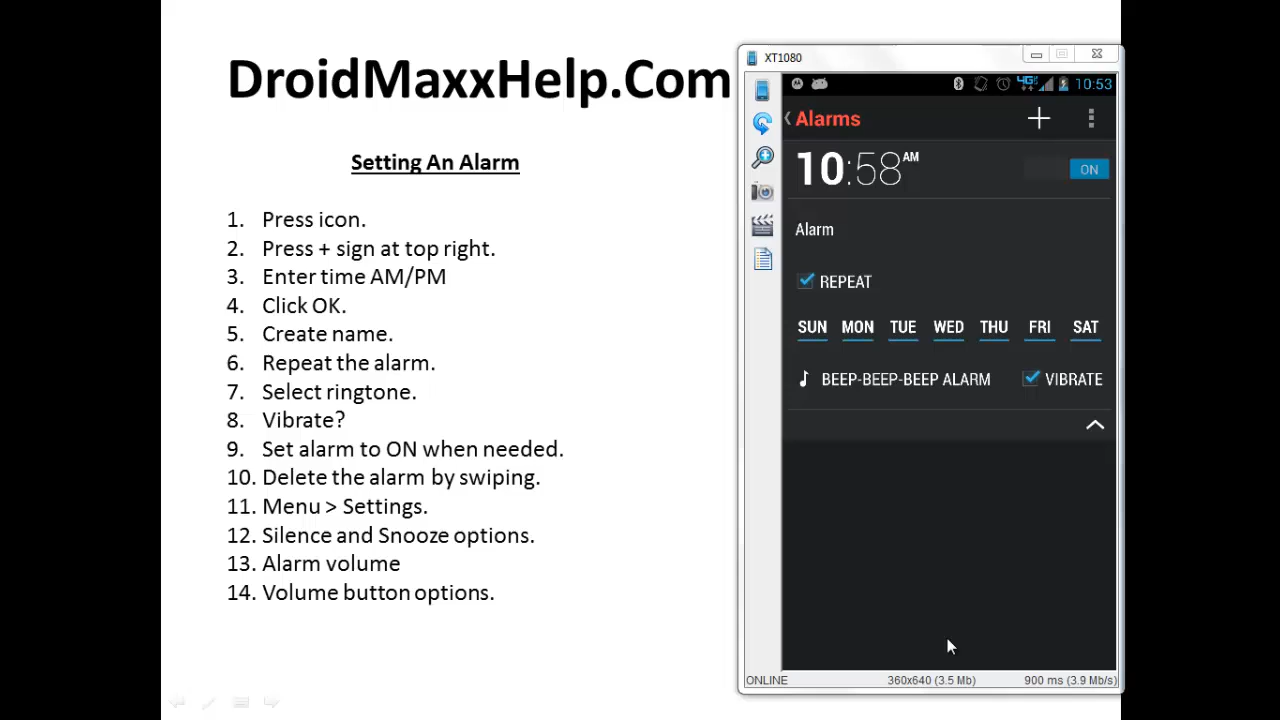 DroidMaxxHelp.Com
Setting An Alarm
1. Press icon.
2. Press + sign at top right.
3. Enter time AM/PM
4. Click OK.
5. Create name.
6. Repeat the alarm.
7. Select ringtone.
8. Vibrate?
9. Set alarm to ON when needed.
10. Delete the alarm by swiping.
11. Menu > Settings.
12. Silence and Snooze options.
13. Alarm volume
14. Volume button options.
XT1080
4G 10:53
Alarms
10:58 AM ON
Alarm
REPEAT
SUN MON TUE WED THU FRI SAT
BEEP-BEEP-BEEP ALARM VIBRATE
ONLINE 360x640 (3.5 Mb) 900 ms (3.9 Mb/s)